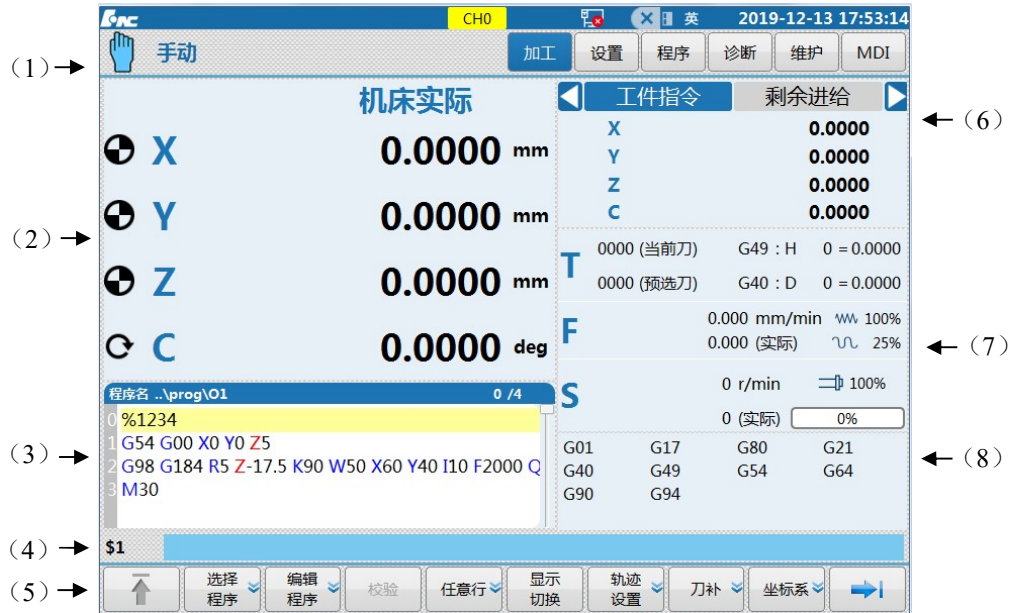 CNC CH0 英 2019-12-13 17:53:14
(1) 手动 加工 设置 程序 诊断 维护 MDI
机床实际
工件指令 剩余进给
(6)
X 0.0000 mm
Y 0.0000 mm
Z 0.0000 mm
C 0.0000 deg
(2)
X 0.0000
Y 0.0000
Z 0.0000
C 0.0000
T 0000 (当前刀) G49 : H 0 = 0.0000
0000 (预选刀) G40 : D 0 = 0.0000
F 0.000 mm/min 100%
0.000 (实际) 25%
(7)
S 0 r/min 100%
0 (实际) 0%
程序名 ..\prog\O1 0 /4
0 %1234
1 G54 G00 X0 Y0 Z5
2 G98 G184 R5 Z-17.5 K90 W50 X60 Y40 I10 F2000 Q
3 M30
(3)
G01 G17 G80 G21
G40 G49 G54 G64
G90 G94
(8)
(4) $1
(5) 选择程序 编辑程序 校验 任意行 显示切换 轨迹设置 刀补 坐标系